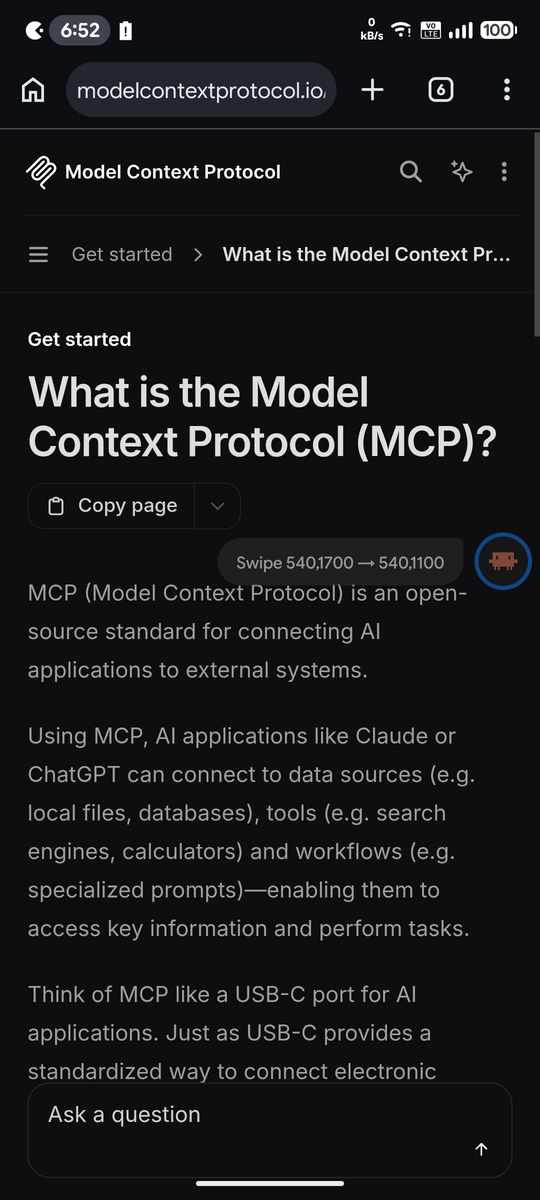 6:52
0
kB/s
VO
LTE
100
modelcontextprotocol.io/
6
Model Context Protocol
Get started
What is the Model Context Pr...
Get started
What is the Model
Context Protocol (MCP)?
Copy page
Swipe 540,1700 → 540,1100
MCP (Model Context Protocol) is an open-
source standard for connecting AI
applications to external systems.
Using MCP, AI applications like Claude or
ChatGPT can connect to data sources (e.g.
local files, databases), tools (e.g. search
engines, calculators) and workflows (e.g.
specialized prompts)—enabling them to
access key information and perform tasks.
Think of MCP like a USB-C port for AI
applications. Just as USB-C provides a
standardized way to connect electronic
Ask a question